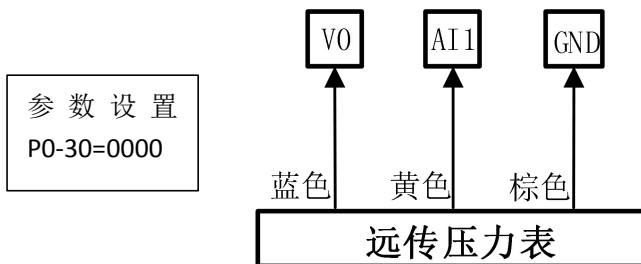 V0 AI1 GND
参数设置
P0-30=0000
蓝色 黄色 棕色
远传压力表